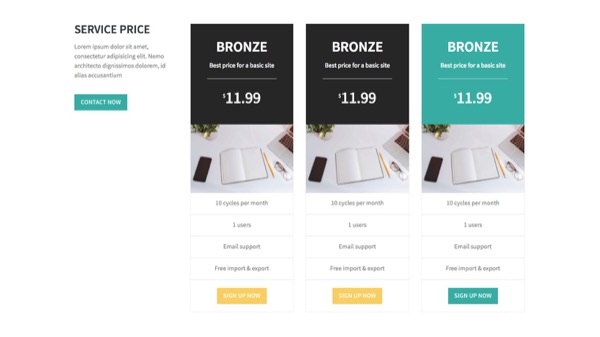 SERVICE PRICE
Lorem ipsum dolor sit amet,
consectetur adipisicing elit. Nemo
architecto dignissimos dolorem, id
alies accusantium
CONTACT NOW
BRONZE
Best price for a basic site
$11.99
10 cycles per month
1 users
Email support
Free import & export
SIGN UP NOW
BRONZE
Best price for a basic site
$11.99
10 cycles per month
1 users
Email support
Free import & export
SIGN UP NOW
BRONZE
Best price for a basic site
$11.99
10 cycles per month
1 users
Email support
Free import & export
SIGN UP NOW